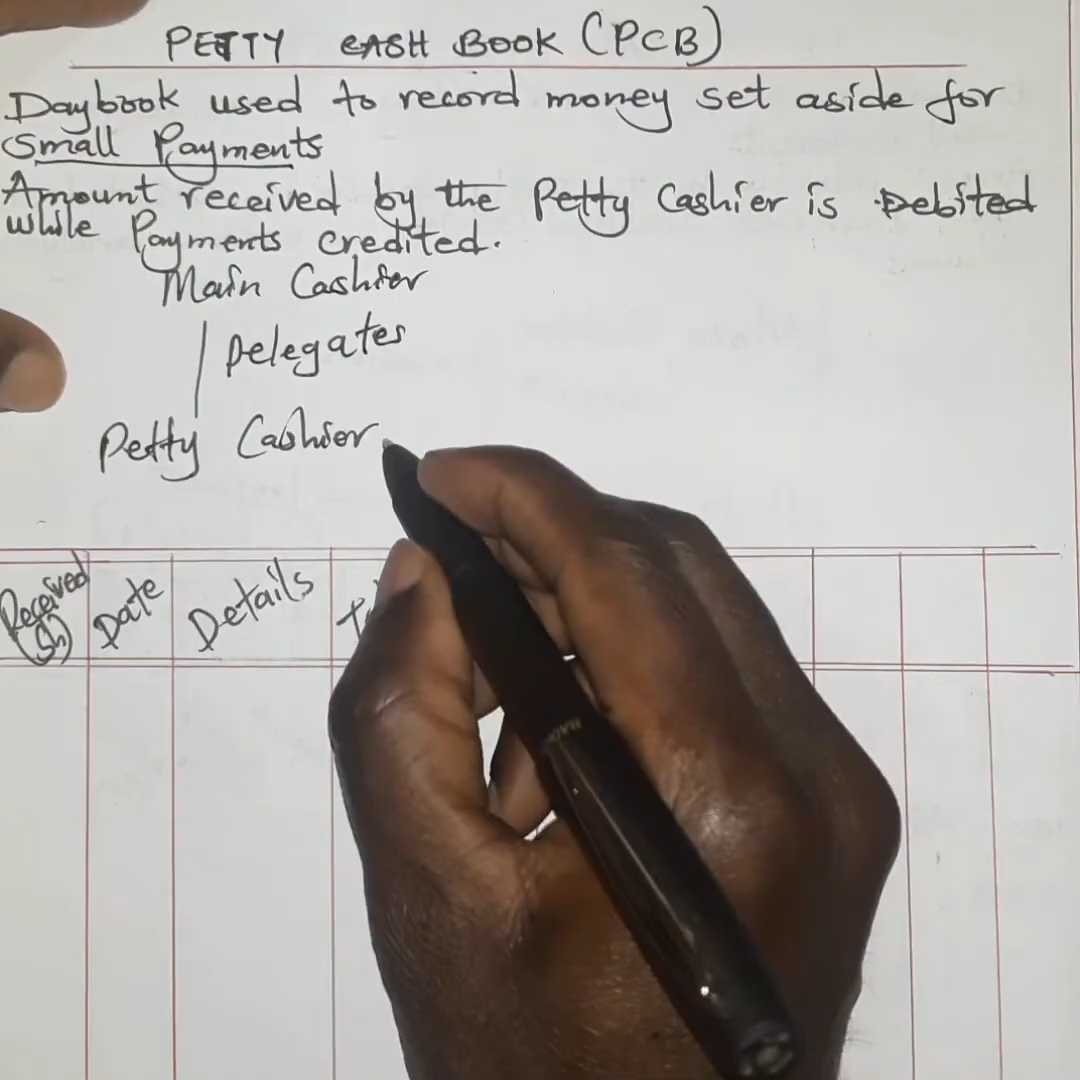 PETTY CASH BOOK (PCB)
Daybook used to record money set aside for
Small Payments
Amount received by the Petty Cashier is Debited
while Payments credited.
Main Cashier
Delegates
Petty Cashier
Received (sh) Date Details